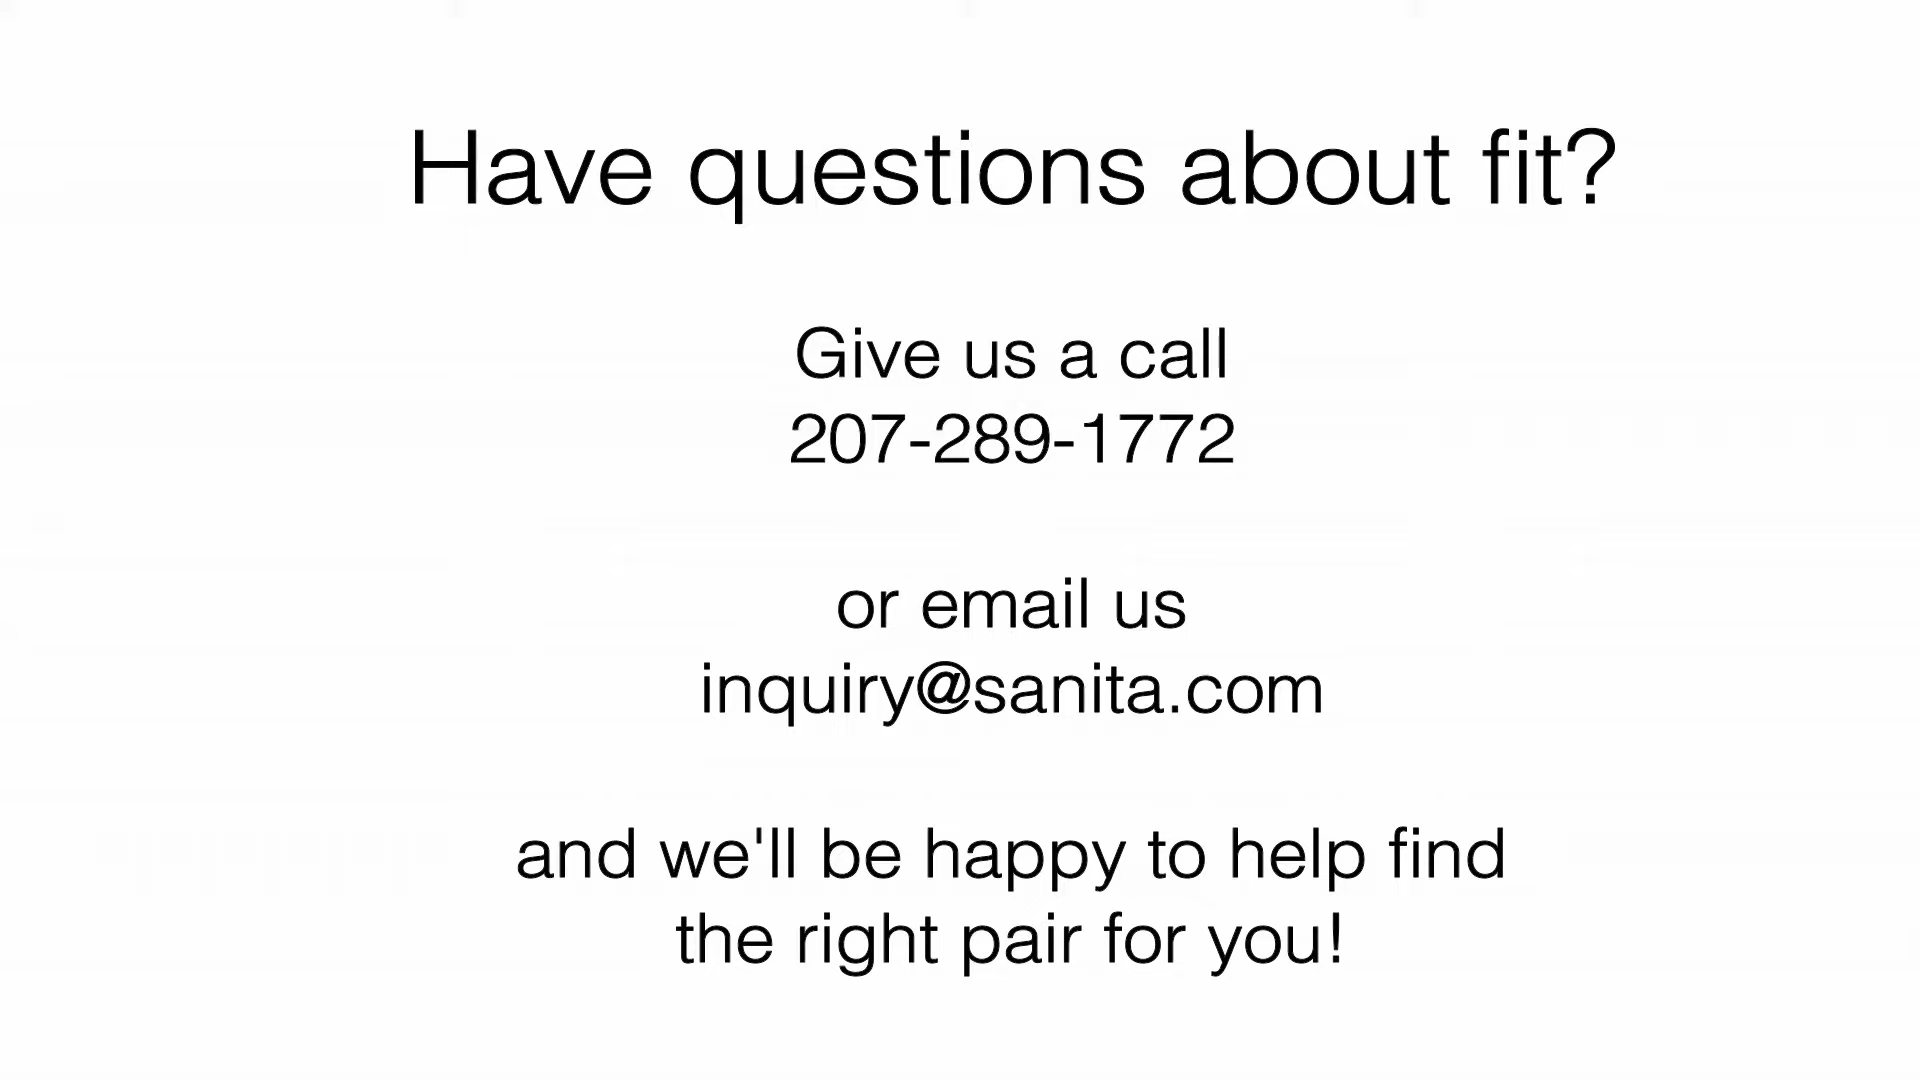 Have questions about fit?
Give us a call
207-289-1772
or email us
inquiry@sanita.com
and we'll be happy to help find
the right pair for you!